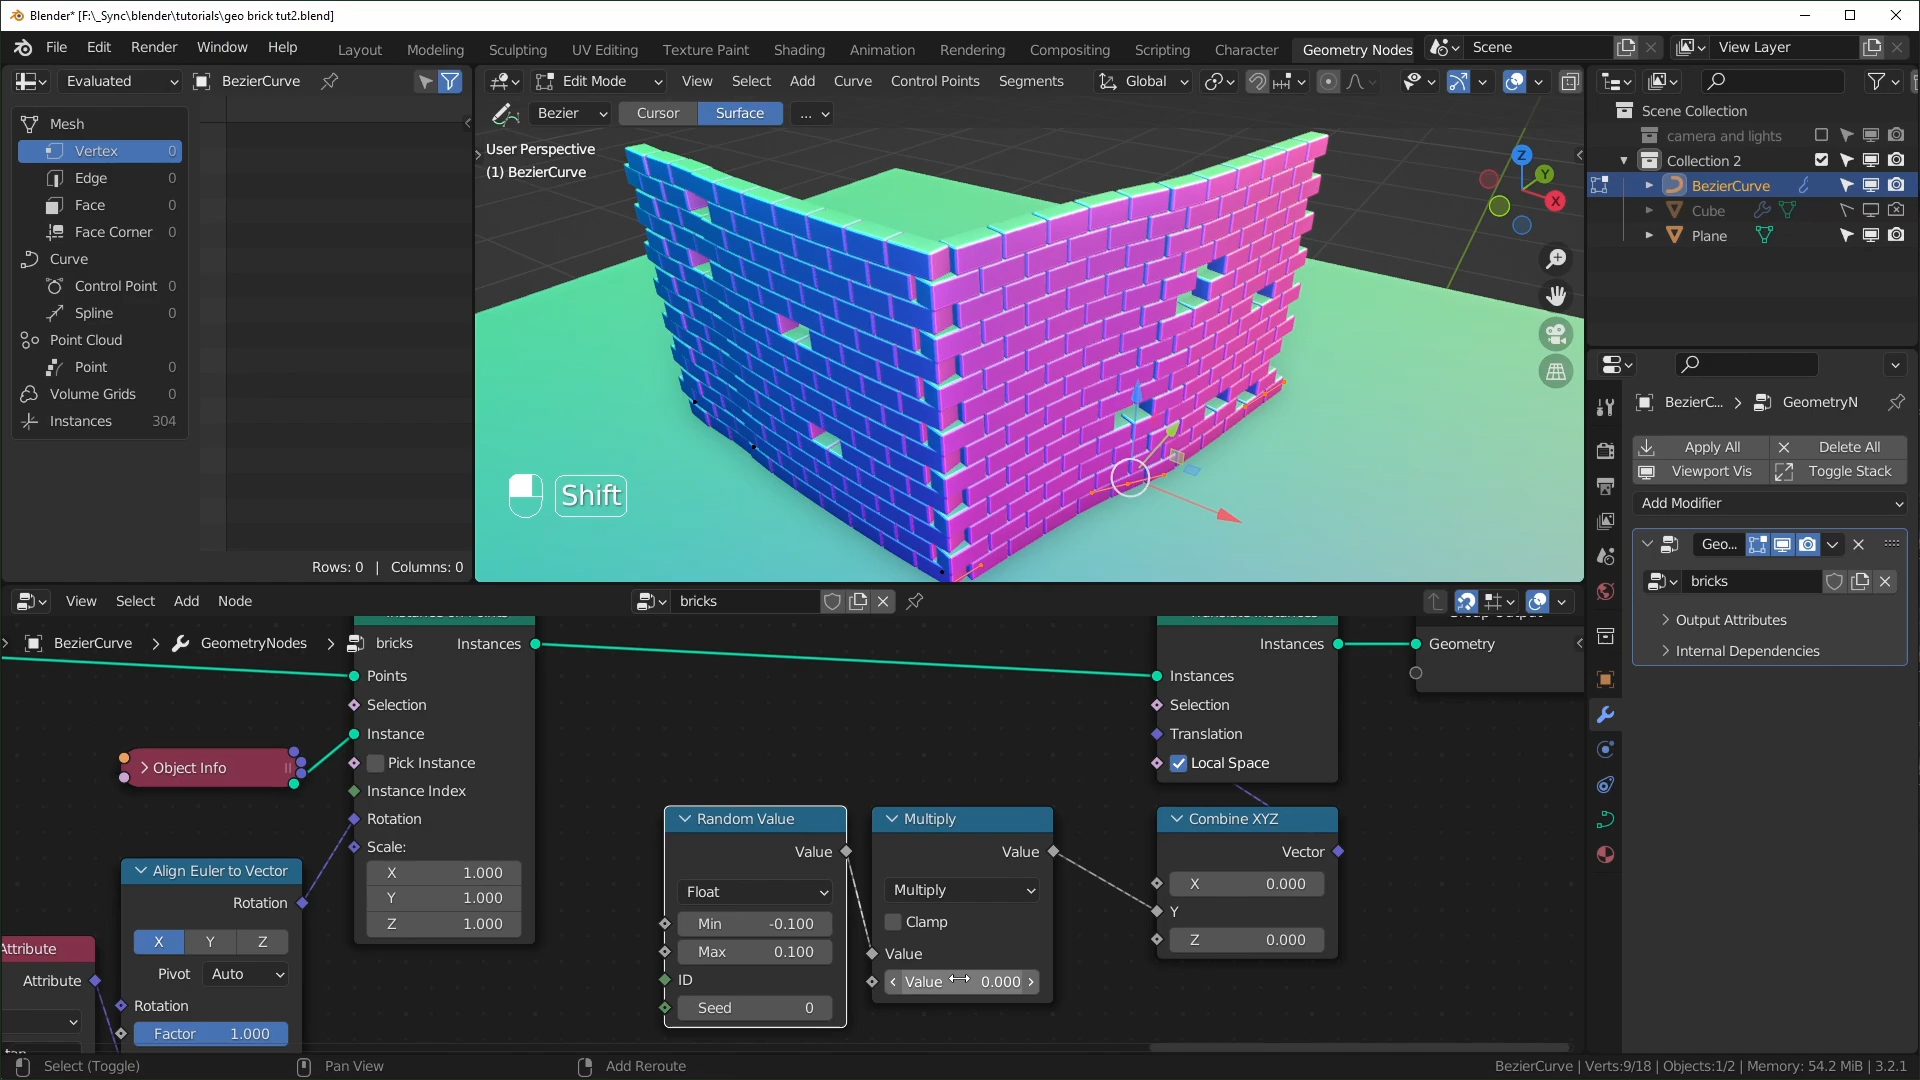 Blender* [F:\_Sync\blender\tutorials\geo brick tut2.blend]
File Edit Render Window Help
Layout Modeling Sculpting UV Editing Texture Paint Shading Animation Rendering Compositing Scripting Character Geometry Nodes
Scene View Layer
Evaluated BezierCurve
Mesh
Vertex 0
Edge 0
Face 0
Face Corner 0
Curve
Control Point 0
Spline 0
Point Cloud
Point 0
Volume Grids 0
Instances 304
Rows: 0 | Columns: 0
Edit Mode View Select Add Curve Control Points Segments Global
Bezier Cursor Surface ...
User Perspective
(1) BezierCurve
Z
Y
X
Shift
Scene Collection
camera and lights
Collection 2
BezierCurve
Cube
Plane
BezierC... > GeometryN
Apply All Delete All
Viewport Vis Toggle Stack
Add Modifier
Geo...
bricks
Output Attributes
Internal Dependencies
View Select Add Node bricks
BezierCurve > GeometryNodes > bricks
Instances
Points
Selection
Instance
Pick Instance
Instance Index
Rotation
Scale:
X 1.000
Y 1.000
Z 1.000
Object Info
Align Euler to Vector
Rotation
X Y Z
Pivot Auto
Rotation
Factor 1.000
Attribute
Attribute
Random Value
Value
Float
Min -0.100
Max 0.100
ID
Seed 0
Multiply
Value
Multiply
Clamp
Value
Value 0.000
Instances
Instances
Selection
Translation
Local Space
Combine XYZ
Vector
X 0.000
Y
Z 0.000
Geometry
Select (Toggle) Pan View Add Reroute
BezierCurve | Verts:9/18 | Objects:1/2 | Memory: 54.2 MiB | 3.2.1